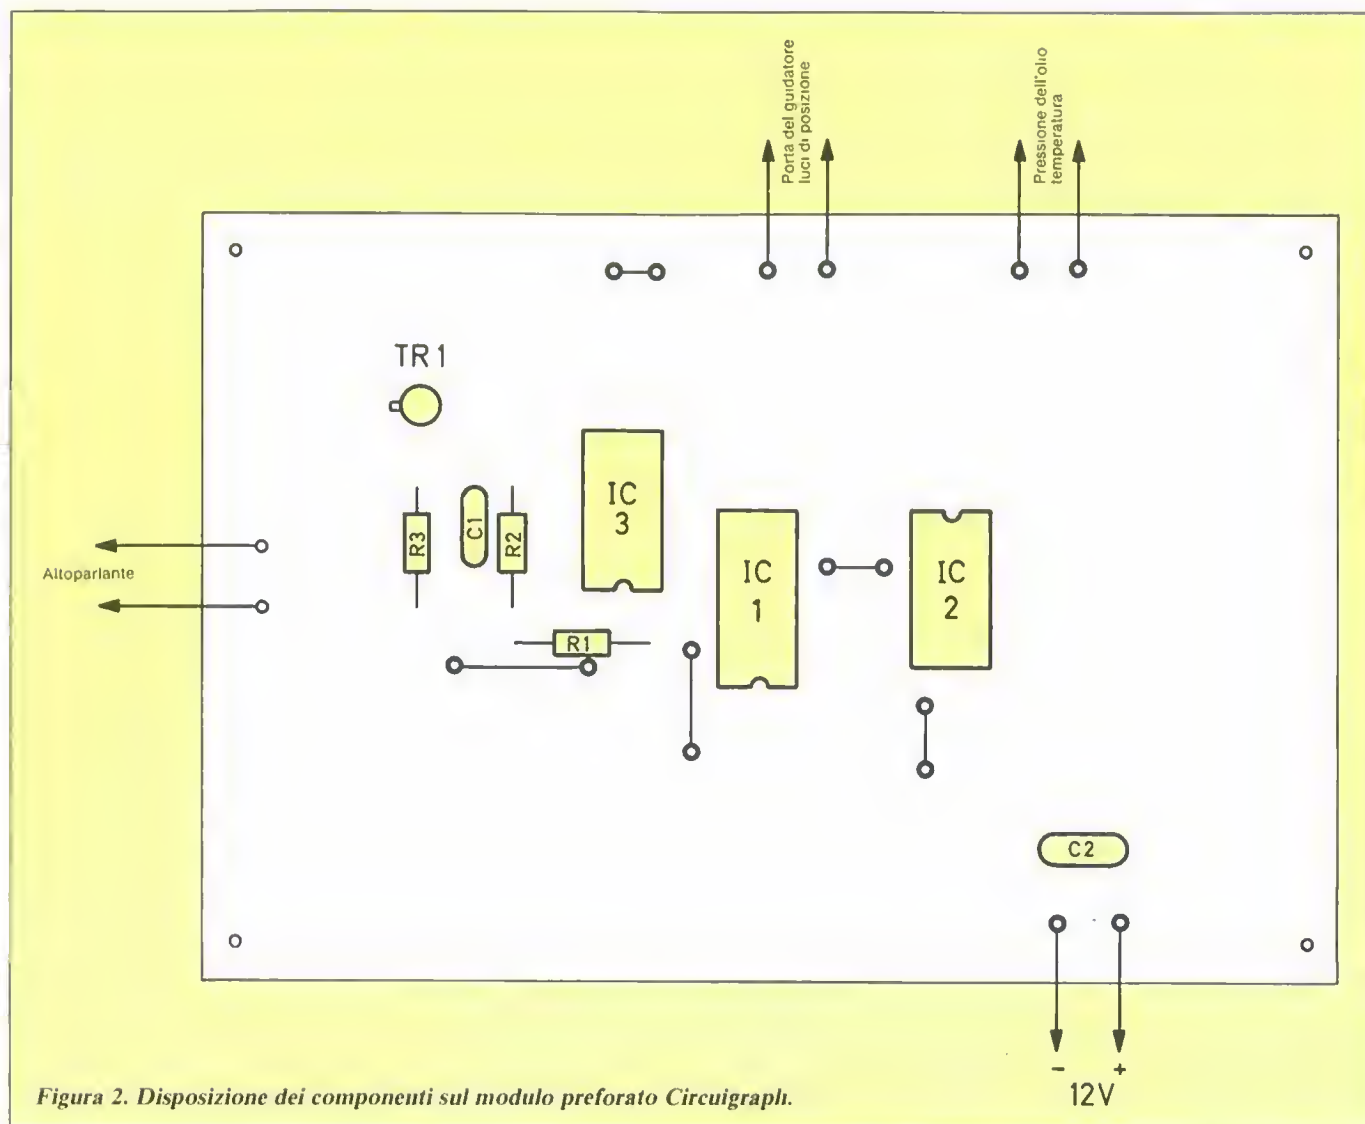 Porta del guidatore
luci di posizione
Pressione dell'olio
temperatura
TR1
IC
3
R3
C1
R2
IC
1
IC
2
Altoparlante
R1
C2
- +
12V
Figura 2. Disposizione dei componenti sul modulo preforato Circuigraph.